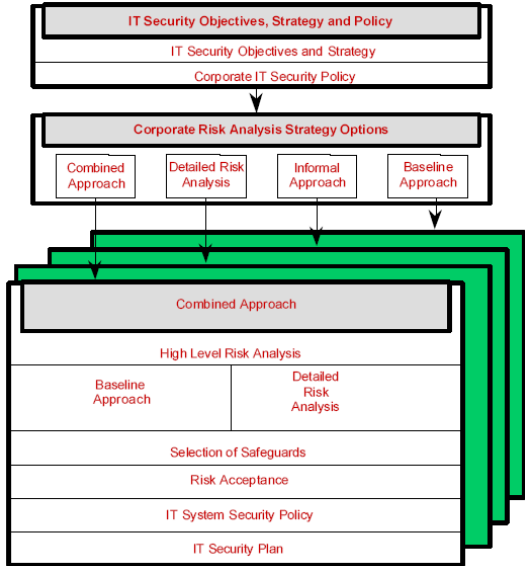 IT Security Objectives, Strategy and Policy
IT Security Objectives and Strategy
Corporate IT Security Policy
Corporate Risk Analysis Strategy Options
Combined
Approach
Detailed Risk
Analysis
Informal
Approach
Baseline
Approach
Combined Approach
High Level Risk Analysis
Baseline
Approach
Detailed
Risk
Analysis
Selection of Safeguards
Risk Acceptance
IT System Security Policy
IT Security Plan